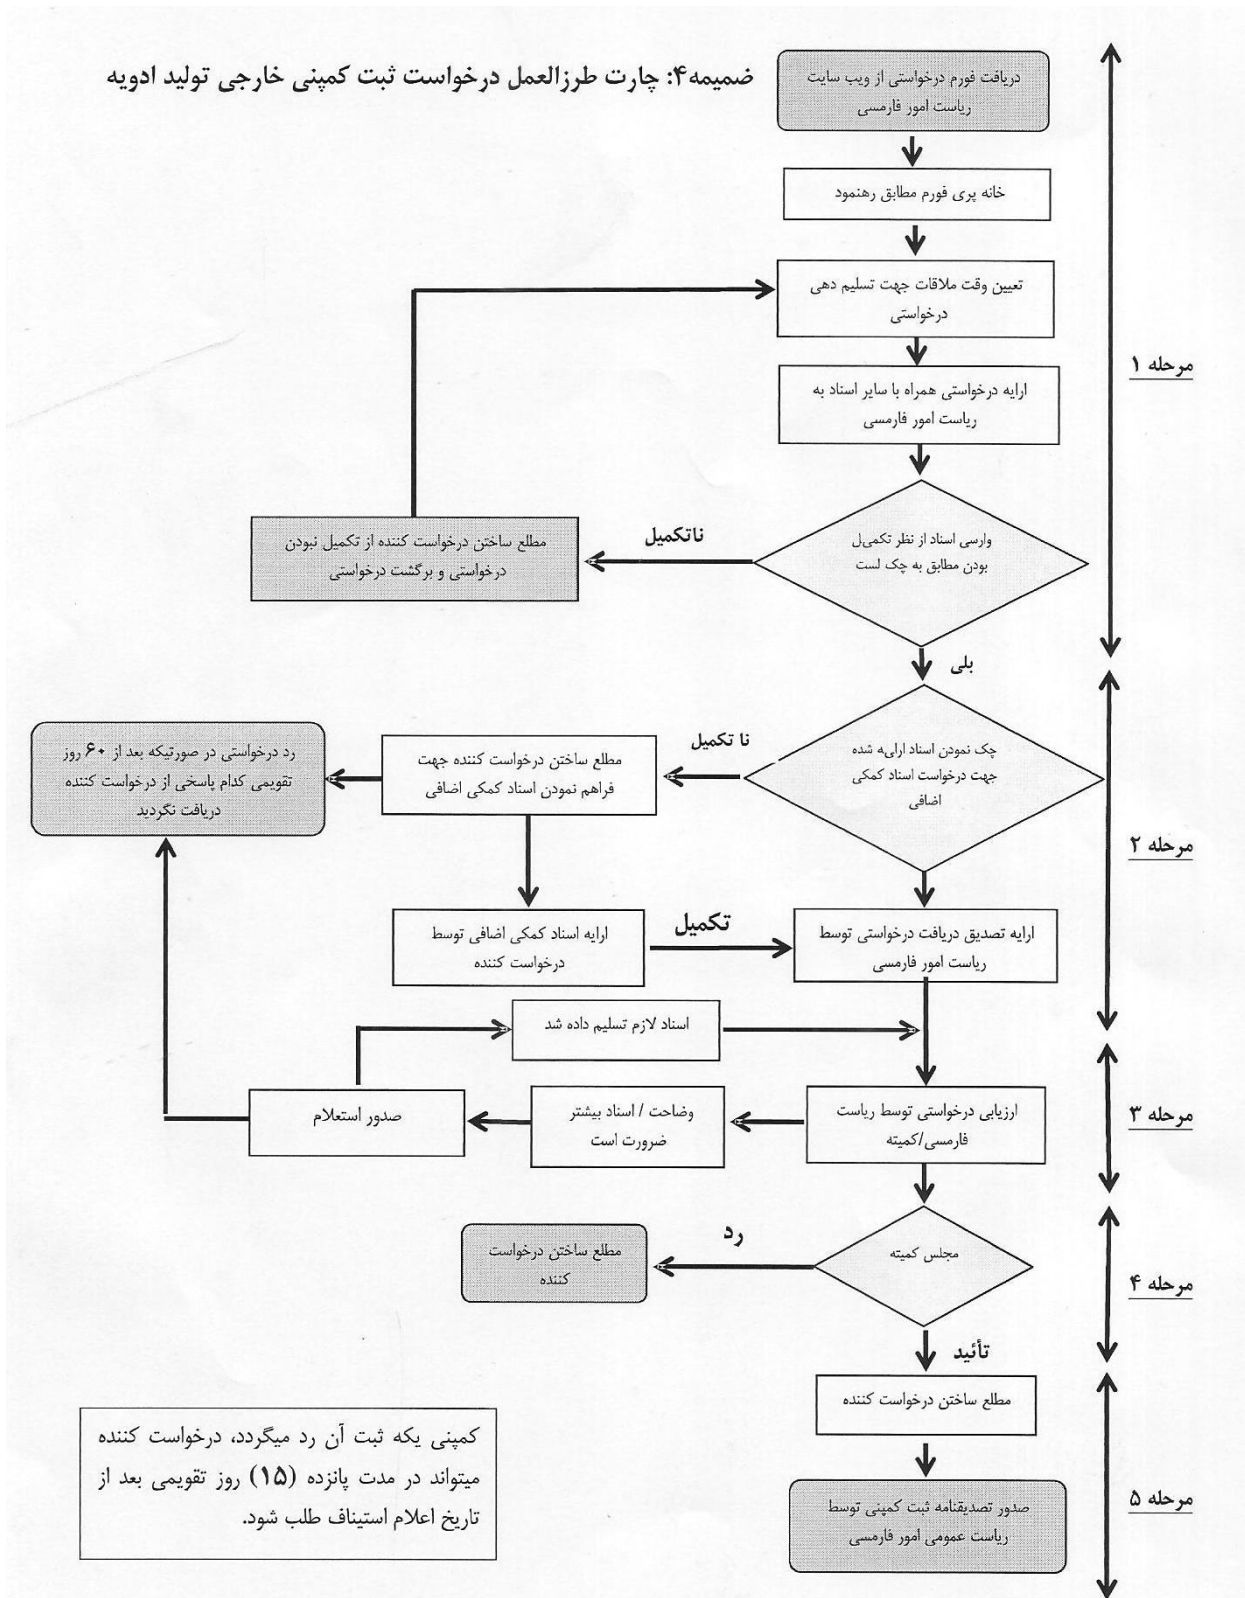 ضمیمه۴: چارت طرزالعمل درخواست ثبت کمپنی خارجی تولید ادویه
دریافت فورم درخواستی از ویب سایت
ریاست امور فارمسی
خانه پری فورم مطابق رهنمود
تعیین وقت ملاقات جهت تسلیم دهی
درخواستی
مرحله ۱
ارایه درخواستی همراه با سایر اسناد به
ریاست امور فارمسی
وارسی اسناد از نظر تکمیل
بودن مطابق به چک لست
ناتکمیل
مطلع ساختن درخواست کننده از تکمیل نبودن
درخواستی و برگشت درخواستی
بلی
چک نمودن اسناد ارایه شده
جهت درخواست اسناد کمکی
اضافی
نا تکمیل
مطلع ساختن درخواست کننده جهت
فراهم نمودن اسناد کمکی اضافی
رد درخواستی در صورتیکه بعد از ۶۰ روز
تقویمی کدام پاسخی از درخواست کننده
دریافت نگردید
مرحله ۲
ارایه تصدیق دریافت درخواستی توسط
ریاست امور فارمسی
تکمیل
ارایه اسناد کمکی اضافی توسط
درخواست کننده
اسناد لازم تسلیم داده شد
مرحله ۳
ارزیابی درخواستی توسط ریاست
فارمسی/کمیته
وضاحت / اسناد بیشتر
ضرورت است
صدور استعلام
مرحله ۴
مجلس کمیته
رد
مطلع ساختن درخواست
کننده
تأئید
مطلع ساختن درخواست کننده
مرحله ۵
صدور تصدیقنامه ثبت کمپنی توسط
ریاست عمومی امور فارمسی
کمپنی یکه ثبت آن رد میگردد، درخواست کننده
میتواند در مدت پانزده (۱۵) روز تقویمی بعد از
تاریخ اعلام استیناف طلب شود.